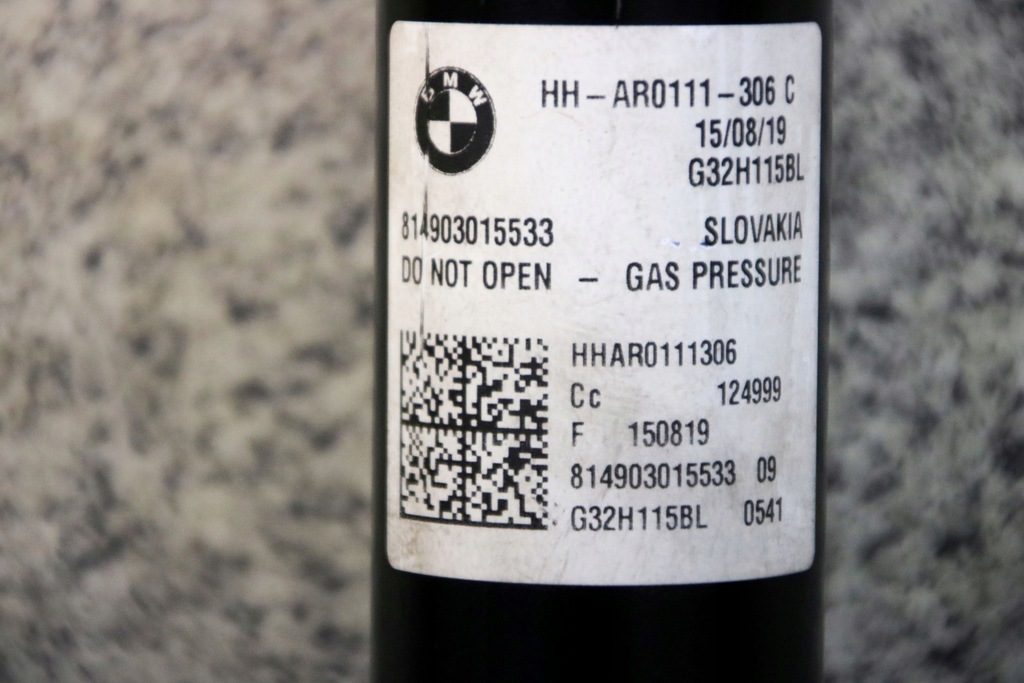 BMW
HH – AR0111 – 306 C
15/08/19
G32H115BL
814903015533 SLOVAKIA
DO NOT OPEN – GAS PRESSURE
HHAR0111306
Cc 124999
F 150819
814903015533 09
G32H115BL 0541